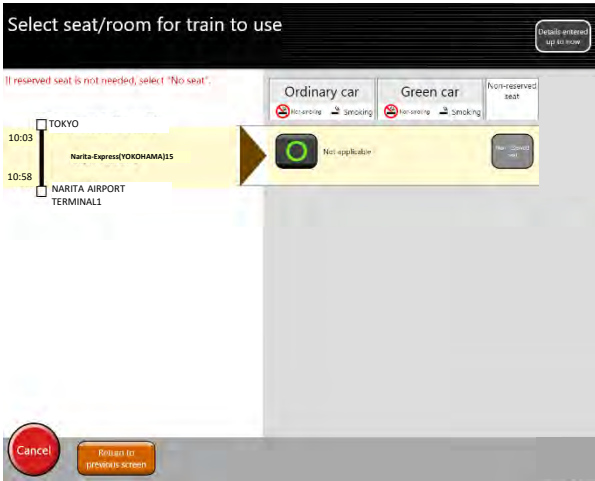 Select seat/room for train to use
Details entered
up to now
If reserved seat is not needed, select "No seat".
Ordinary car
Green car
Non-reserved
seat
Non-smoking Smoking
Non-smoking Smoking
TOKYO
10:03
Narita-Express(YOKOHAMA)15
Not applicable
10:58
NARITA AIRPORT
TERMINAL1
Cancel
Return to
previous screen